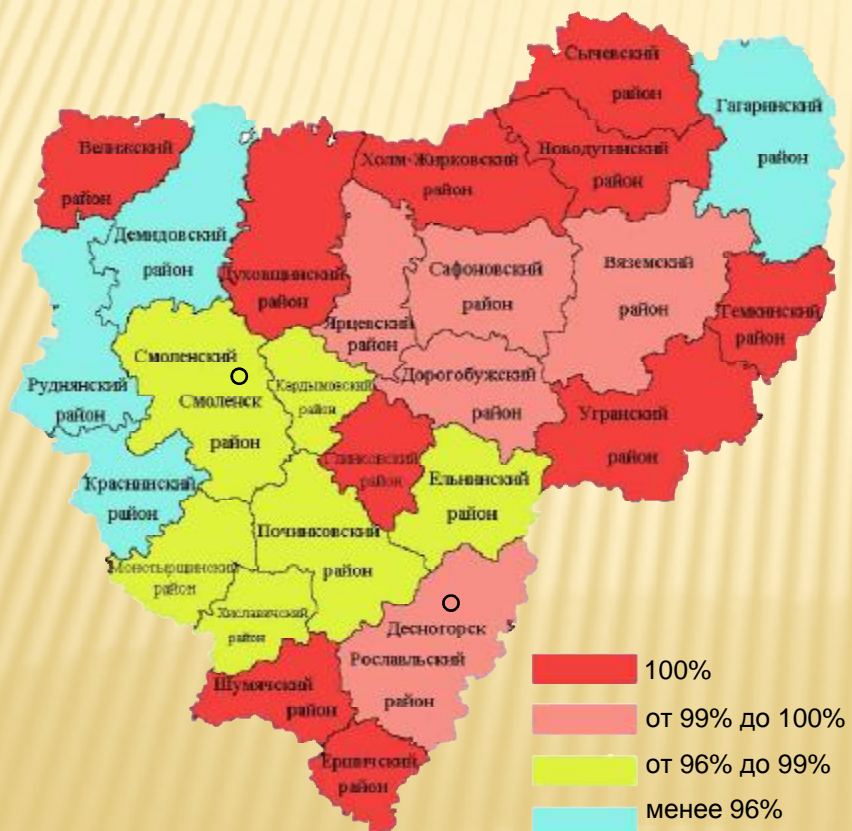 Сычевский
район
Гагаринский
район
Велижский
район
Холм-Жирковский
район
Новодугинский
район
Демидовский
район
Духовщинский
район
Сафоновский
район
Вяземский
район
Ярцевский
район
Темкинский
район
Руднянский
район
Смоленский
Смоленск
район
Кардымовский
район
Дорогобужский
район
Угранский
район
Глинковский
район
Ельнинский
район
Краснинский
район
Починковский
район
Монстырщинский
район
Хиславичский
район
Десногорск
Рославльский
район
Шумячский
район
Ершичский
район
100%
от 99% до 100%
от 96% до 99%
менее 96%